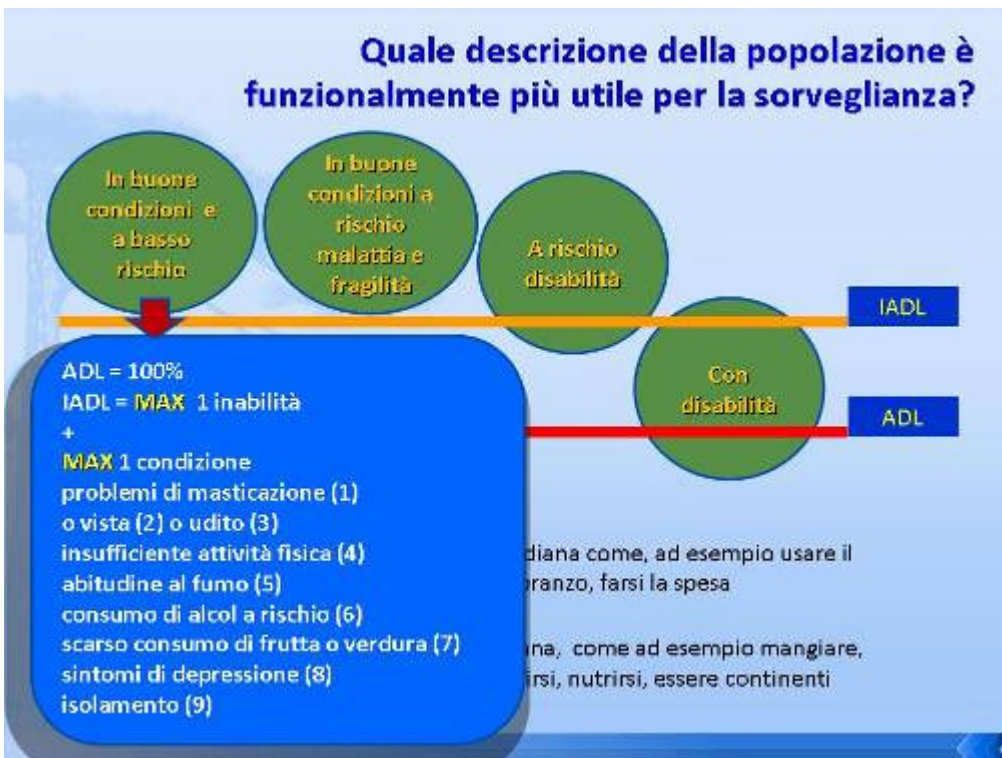 Quale descrizione della popolazione è
funzionalmente più utile per la sorveglianza?
In buone
condizioni e
a basso
rischio
In buone
condizioni a
rischio
malattia e
fragilità
A rischio
disabilità
Con
disabilità
IADL
ADL
ADL = 100%
IADL = MAX 1 inabilità
+
MAX 1 condizione
problemi di masticazione (1)
o vista (2) o udito (3)
insufficiente attività fisica (4)
abitudine al fumo (5)
consumo di alcol a rischio (6)
scarso consumo di frutta o verdura (7)
sintomi di depressione (8)
isolamento (9)
diana come, ad esempio usare il
ranzo, farsi la spesa
na, come ad esempio mangiare,
irsi, nutrirsi, essere continenti